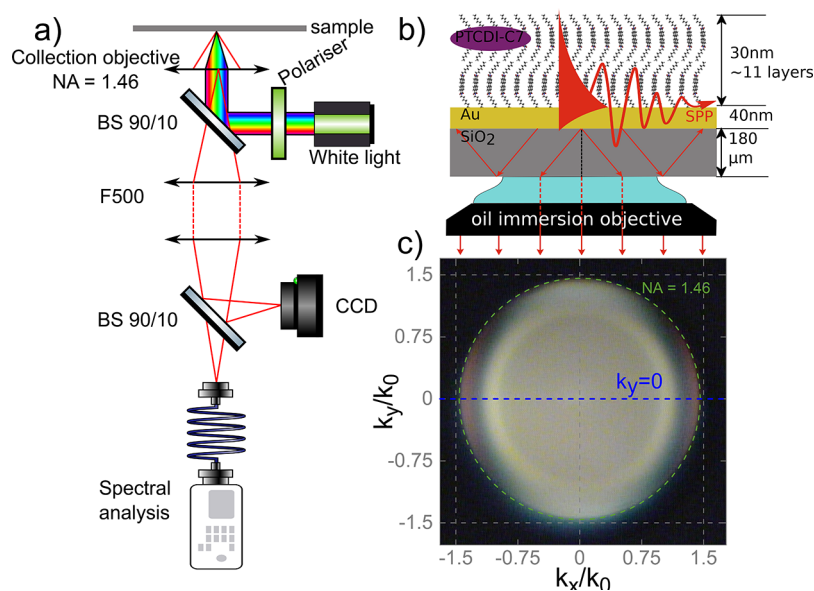 a)
sample
Collection objective
NA = 1.46
Polariser
BS 90/10
White light
F500
BS 90/10
CCD
Spectral
analysis
b)
PTCDI-C7
30nm
~11 layers
Au
SPP
40nm
SiO2
180
μm
oil immersion objective
c)
1.5
NA = 1.46
0.75
ky=0
ky/k0
0
-0.75
-1.5
-1.5
-0.75
0
0.75
1.5
kx/k0